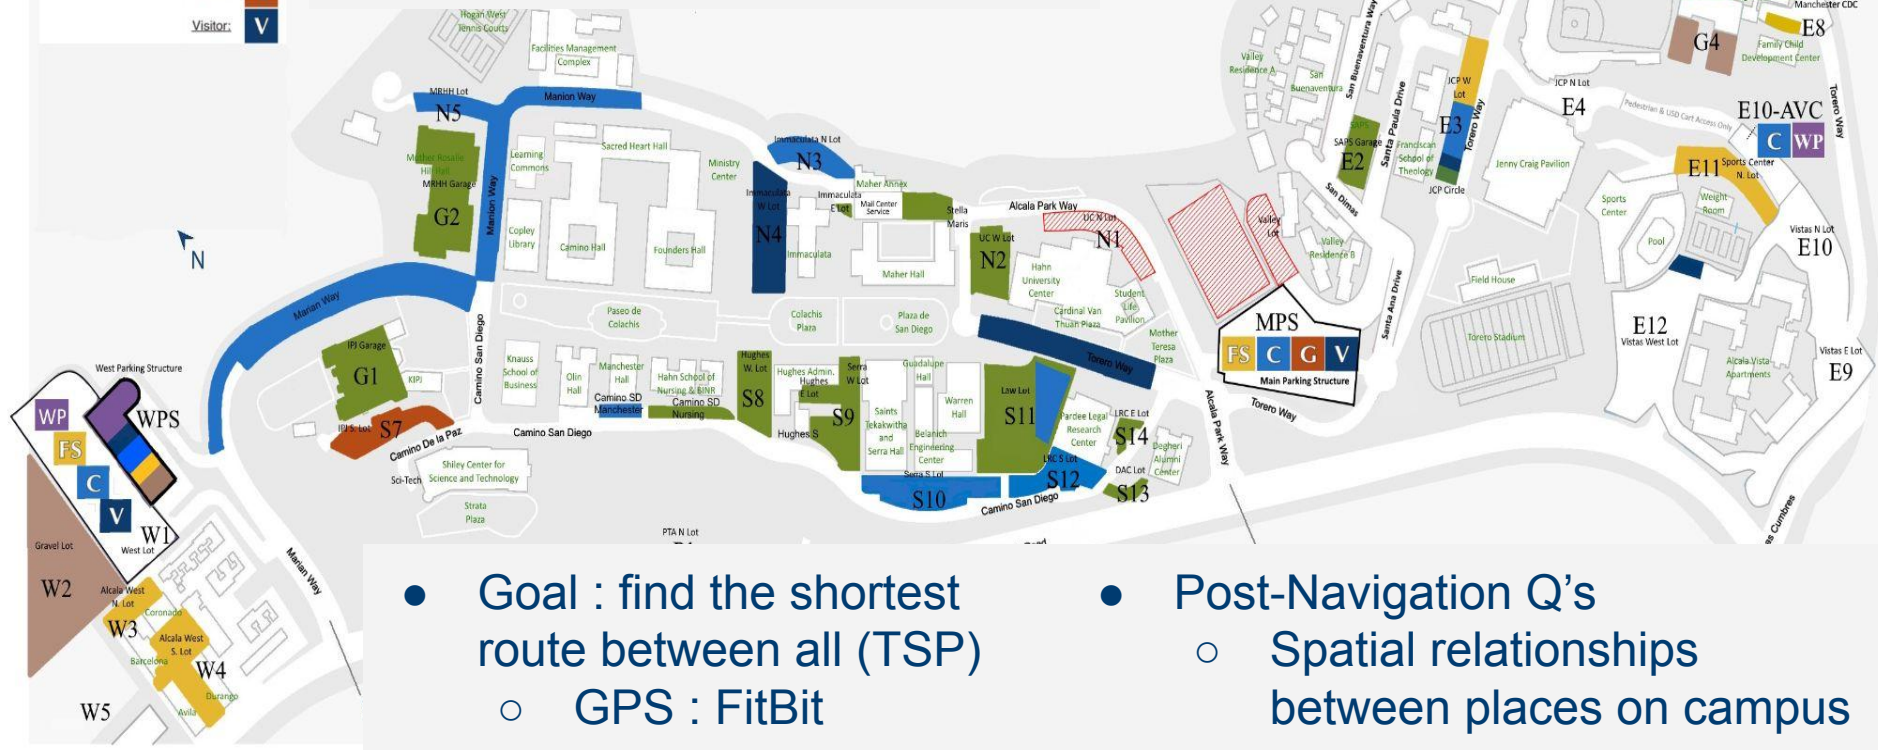 Visitor:
V
Hogan West
Tennis Courts
Facilities Management
Complex
MRHH Lot
N5
Manion Way
Mother Rosalie
Hill Hall
MRHH Garage
G2
Manion Way
Learning
Commons
Sacred Heart Hall
Copley
Library
Camino Hall
Founders Hall
Ministry
Center
Immaculata N Lot
N3
Immaculata
W Lot
N4
Immaculata
E Lot
Immaculata
Maher Annex
Mail Center
Service
Maher Hall
Stella
Maris
Alcala Park Way
UC W Lot
N2
UC N Lot
N1
Hahn
University
Center
Student
Life
Pavilion
Cardinal Van
Thuan Plaza
Mother
Teresa
Plaza
Torero Way
Valley
Lot
Valley
Residence A
San
Buenaventura
San Buenaventura Way
SAPS
SAPS Garage
E2
Santa Paula Drive
San Dimas
Valley
Residence B
Santa Ana Drive
Franciscan
School of
Theology
JCP W
Lot
E3
Torero Way
JCP Circle
Jenny Craig Pavilion
JCP N Lot
E4
Pedestrian & USD Cart Access Only
G4
Manchester CDC
E8
Family Child
Development Center
Torero Way
E10-AVC
C WP
E11
Sports Center
N. Lot
Sports
Center
Weight
Room
Pool
Vistas N Lot
E10
Field House
Torero Stadium
E12
Vistas West Lot
Alcala Vista
Apartments
Vistas E Lot
E9
MPS
FS C G V
Main Parking Structure
Torero Way
Alcala Park Way
N
Marian Way
IPJ Garage
G1
KIPJ
IPJ S. Lot
S7
Camino De la Paz
Camino San Diego
Paseo de
Colachis
Colachis
Plaza
Plaza de
San Diego
Knauss
School of
Business
Olin
Hall
Manchester
Hall
Camino SD
Manchester
Hahn School of
Nursing & BINR
Camino SD
Nursing
Camino San Diego
Hughes
W. Lot
S8
Hughes Admin.
Hughes
E Lot
Hughes S
Serra
W Lot
S9
Guadalupe
Hall
Saints
Tekakwitha
and
Serra Hall
Warren
Hall
Belanich
Engineering
Center
Serra S Lot
S10
Law Lot
S11
Pardee Legal
Research
Center
LRC E Lot
S14
LRC S Lot
S12
DAC Lot
S13
Degheri
Alumni
Center
Camino San Diego
Sci-Tech
Shiley Center for
Science and Technology
Strata
Plaza
PTA N Lot
West Parking Structure
WP
WPS
FS
C
V
W1
West Lot
Gravel Lot
W2
Alcala West
N. Lot
W3
Coronado
Alcala West
S. Lot
W4
Barcelona
Durango
Avila
W5
Marian Way
● Goal : find the shortest
route between all (TSP)
○ GPS : FitBit
● Post-Navigation Q’s
○ Spatial relationships
between places on campus